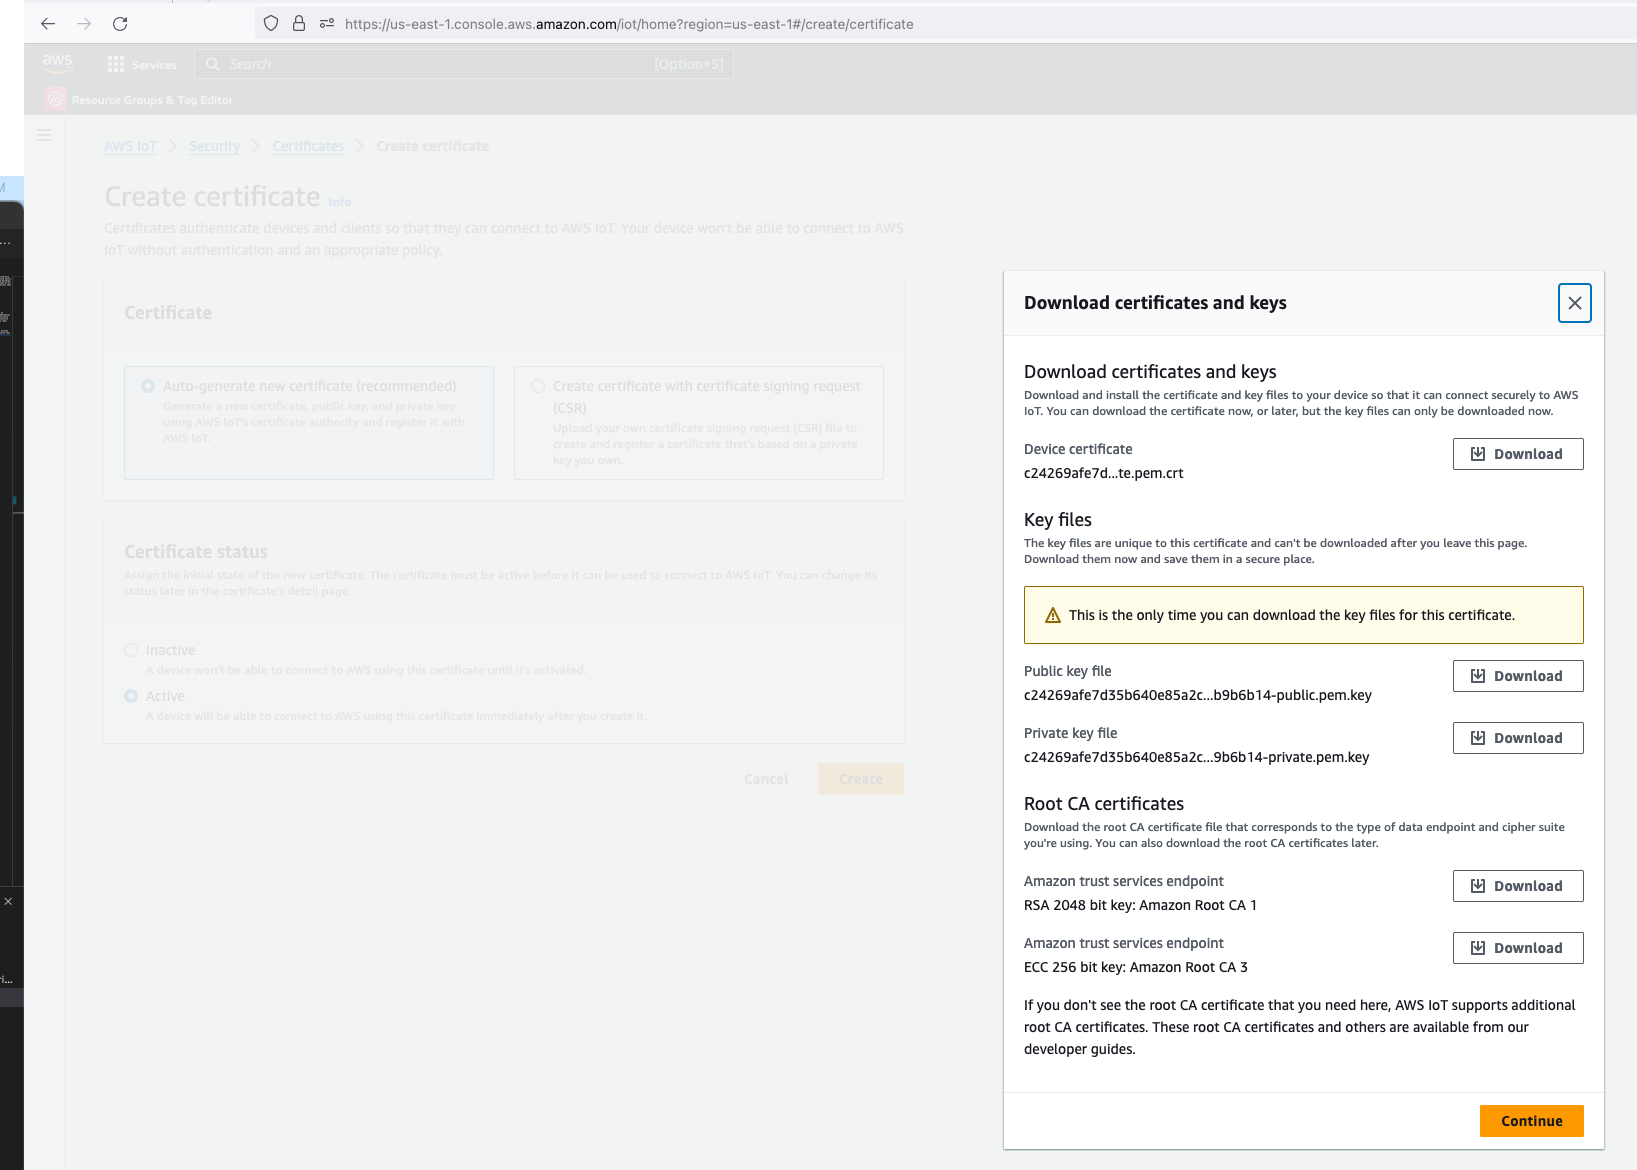 https://us-east-1.console.aws.amazon.com/iot/home?region=us-east-1#/create/certificate
aws
Services
Search
[Option+S]
Resource Groups & Tag Editor
AWS IoT
Security
Certificates
Create certificate
Create certificate Info
Certificates authenticate devices and clients so that they can connect to AWS IoT. Your device won't be able to connect to AWS
IoT without authentication and an appropriate policy.
Certificate
Auto-generate new certificate (recommended)
Generate a new certificate, public key, and private key
using AWS IoT's certificate authority and register it with
AWS IoT.
Create certificate with certificate signing request
(CSR)
Upload your own certificate signing request (CSR) file to
create and register a certificate that's based on a private
key you own.
Certificate status
Assign the initial state of the new certificate. The certificate must be active before it can be used to connect to AWS IoT. You can change its
status later in the certificate's detail page.
Inactive
A device won't be able to connect to AWS using this certificate until it's activated.
Active
A device will be able to connect to AWS using this certificate immediately after you create it.
Cancel
Create
Download certificates and keys
Download certificates and keys
Download and install the certificate and key files to your device so that it can connect securely to AWS
IoT. You can download the certificate now, or later, but the key files can only be downloaded now.
Device certificate
c24269afe7d...te.pem.crt
Download
Key files
The key files are unique to this certificate and can't be downloaded after you leave this page.
Download them now and save them in a secure place.
This is the only time you can download the key files for this certificate.
Public key file
c24269afe7d35b640e85a2c...b9b6b14-public.pem.key
Download
Private key file
c24269afe7d35b640e85a2c...9b6b14-private.pem.key
Download
Root CA certificates
Download the root CA certificate file that corresponds to the type of data endpoint and cipher suite
you're using. You can also download the root CA certificates later.
Amazon trust services endpoint
RSA 2048 bit key: Amazon Root CA 1
Download
Amazon trust services endpoint
ECC 256 bit key: Amazon Root CA 3
Download
If you don't see the root CA certificate that you need here, AWS IoT supports additional
root CA certificates. These root CA certificates and others are available from our
developer guides.
Continue